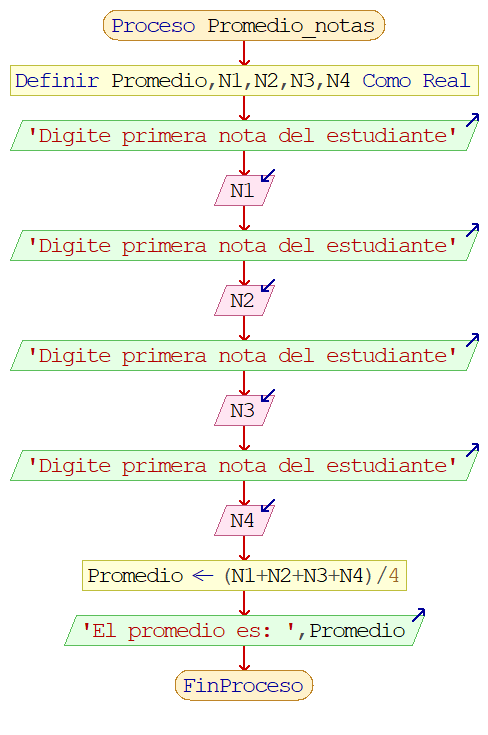 Proceso Promedio_notas
Definir Promedio,N1,N2,N3,N4 Como Real
'Digite primera nota del estudiante'
N1
'Digite primera nota del estudiante'
N2
'Digite primera nota del estudiante'
N3
'Digite primera nota del estudiante'
N4
Promedio ← (N1+N2+N3+N4)/4
'El promedio es: ',Promedio
FinProceso